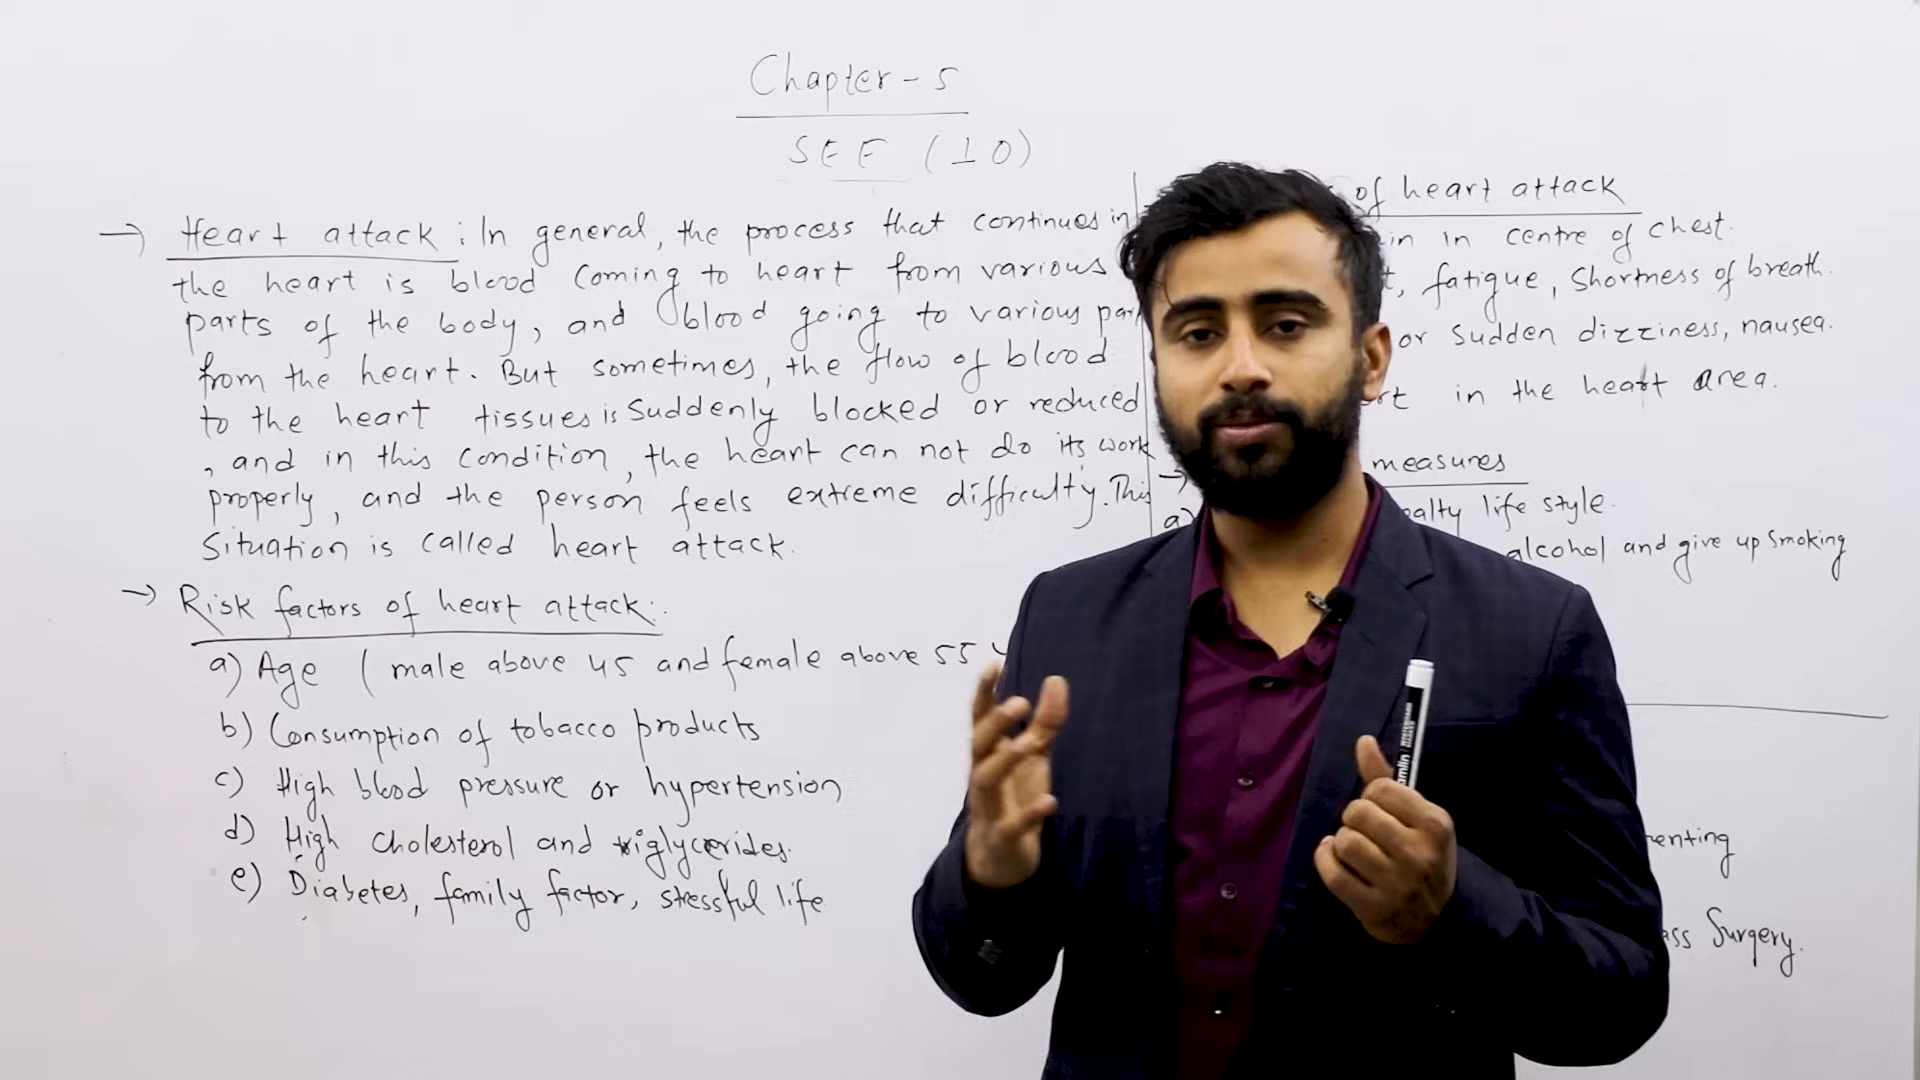 Chapter - 5
SEE (10)
→ Heart attack : In general, the process that continues in
the heart is blood coming to heart from various
parts of the body, and blood going to various
from the heart. But sometimes, the flow of blood
to the heart tissues is suddenly blocked or reduced
, and in this condition, the heart can not do its work
properly, and the person feels extreme difficulty. This
situation is called heart attack.
→ Risk factors of heart attack :.
a) Age ( male above 45 and female above 55
b) Consumption of tobacco products
c) High blood pressure or hypertension
d) High cholesterol and triglycerides.
e) Diabetes, family factor, stressful life
of heart attack
in centre of chest.
, fatigue, shortness of breath.
or sudden dizziness, nausea.
in the heart area.
→ measures
a) life style.
alcohol and give up smoking
Surgery.